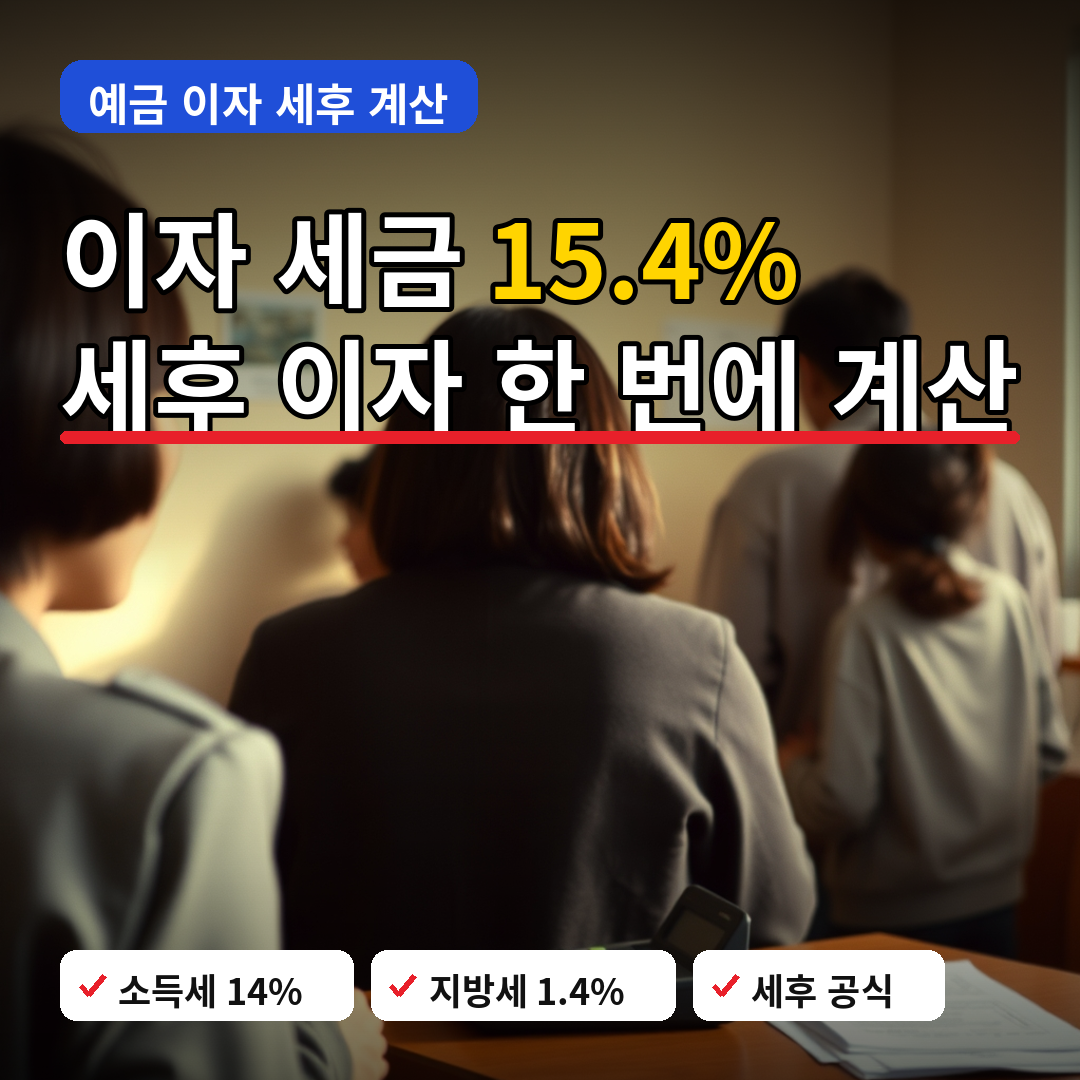 예금 이자 세후 계산
이자 세금 15.4%
세후 이자 한 번에 계산
소득세 14%
지방세 1.4%
세후 공식